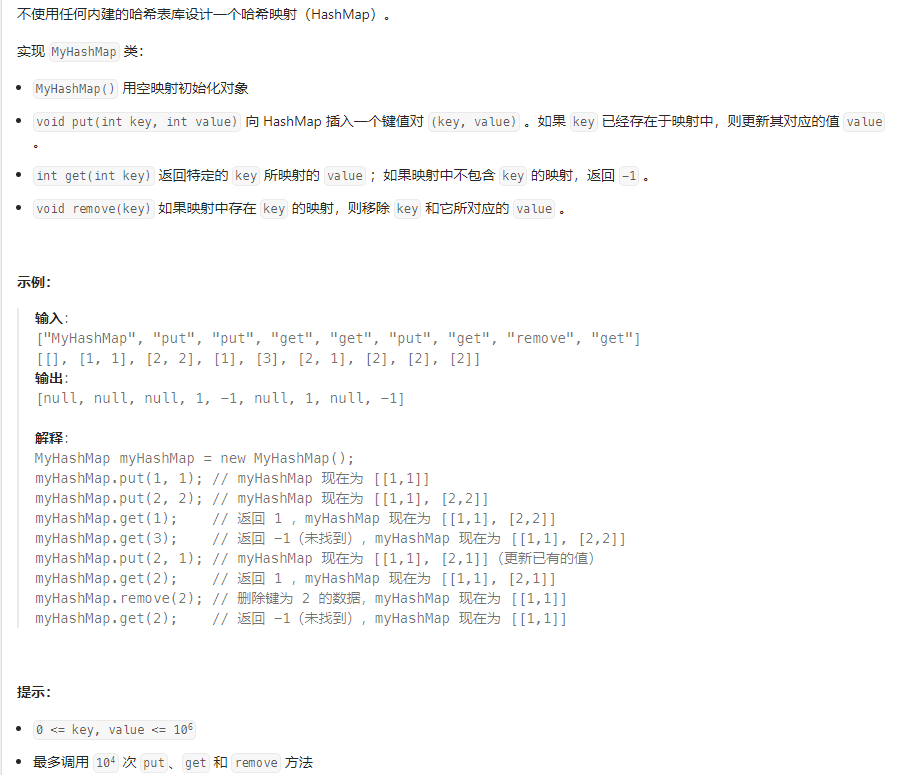 不使用任何内建的哈希表库设计一个哈希映射（HashMap）。
实现 MyHashMap 类：
• MyHashMap() 用空映射初始化对象
• void put(int key, int value) 向 HashMap 插入一个键值对 (key, value) 。如果 key 已经存在于映射中，则更新其对应的值 value
。
• int get(int key) 返回特定的 key 所映射的 value ；如果映射中不包含 key 的映射，返回 -1 。
• void remove(key) 如果映射中存在 key 的映射，则移除 key 和它所对应的 value 。
示例：
输入：
["MyHashMap", "put", "put", "get", "get", "put", "get", "remove", "get"]
[[], [1, 1], [2, 2], [1], [3], [2, 1], [2], [2], [2]]
输出：
[null, null, null, 1, -1, null, 1, null, -1]
解释：
MyHashMap myHashMap = new MyHashMap();
myHashMap.put(1, 1); // myHashMap 现在为 [[1,1]]
myHashMap.put(2, 2); // myHashMap 现在为 [[1,1], [2,2]]
myHashMap.get(1);    // 返回 1 ，myHashMap 现在为 [[1,1], [2,2]]
myHashMap.get(3);    // 返回 -1（未找到），myHashMap 现在为 [[1,1], [2,2]]
myHashMap.put(2, 1); // myHashMap 现在为 [[1,1], [2,1]]（更新已有的值）
myHashMap.get(2);    // 返回 1 ，myHashMap 现在为 [[1,1], [2,1]]
myHashMap.remove(2); // 删除键为 2 的数据，myHashMap 现在为 [[1,1]]
myHashMap.get(2);    // 返回 -1（未找到），myHashMap 现在为 [[1,1]]
提示：
• 0 <= key, value <= 10⁶
• 最多调用 10⁴ 次 put、get 和 remove 方法